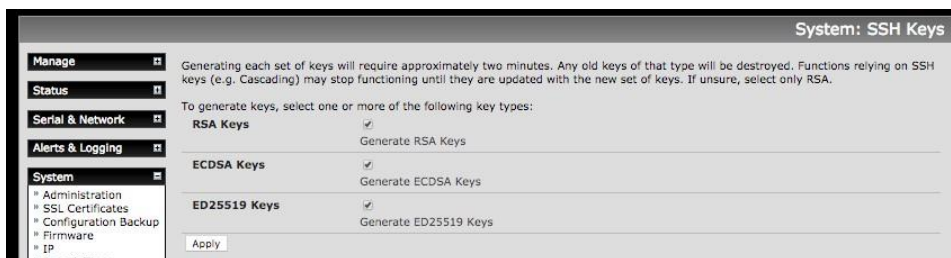 System: SSH Keys
Manage
Status
Serial & Network
Alerts & Logging
System
Administration
SSL Certificates
Configuration Backup
Firmware
IP
Generating each set of keys will require approximately two minutes. Any old keys of that type will be destroyed. Functions relying on SSH
keys (e.g. Cascading) may stop functioning until they are updated with the new set of keys. If unsure, select only RSA.
To generate keys, select one or more of the following key types:
RSA Keys
Generate RSA Keys
ECDSA Keys
Generate ECDSA Keys
ED25519 Keys
Generate ED25519 Keys
Apply